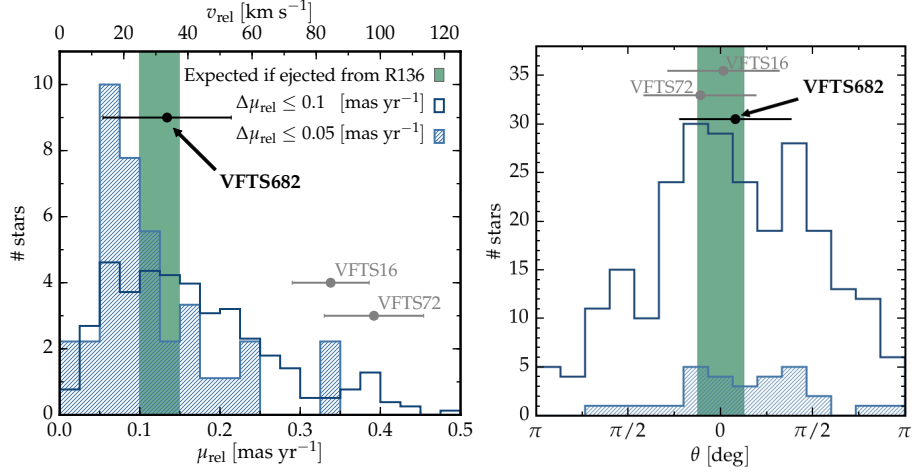 v_rel [km s⁻¹]
0 20 40 60 80 100 120
Expected if ejected from R136
Δμ_rel ≤ 0.1 [mas yr⁻¹]
Δμ_rel ≤ 0.05 [mas yr⁻¹]
VFTS682
VFTS16
VFTS72
# stars
10
8
6
4
2
0
0.0 0.1 0.2 0.3 0.4 0.5
μ_rel [mas yr⁻¹]
VFTS16
VFTS72
VFTS682
# stars
35
30
25
20
15
10
5
0
π π/2 0 π/2 π
θ [deg]